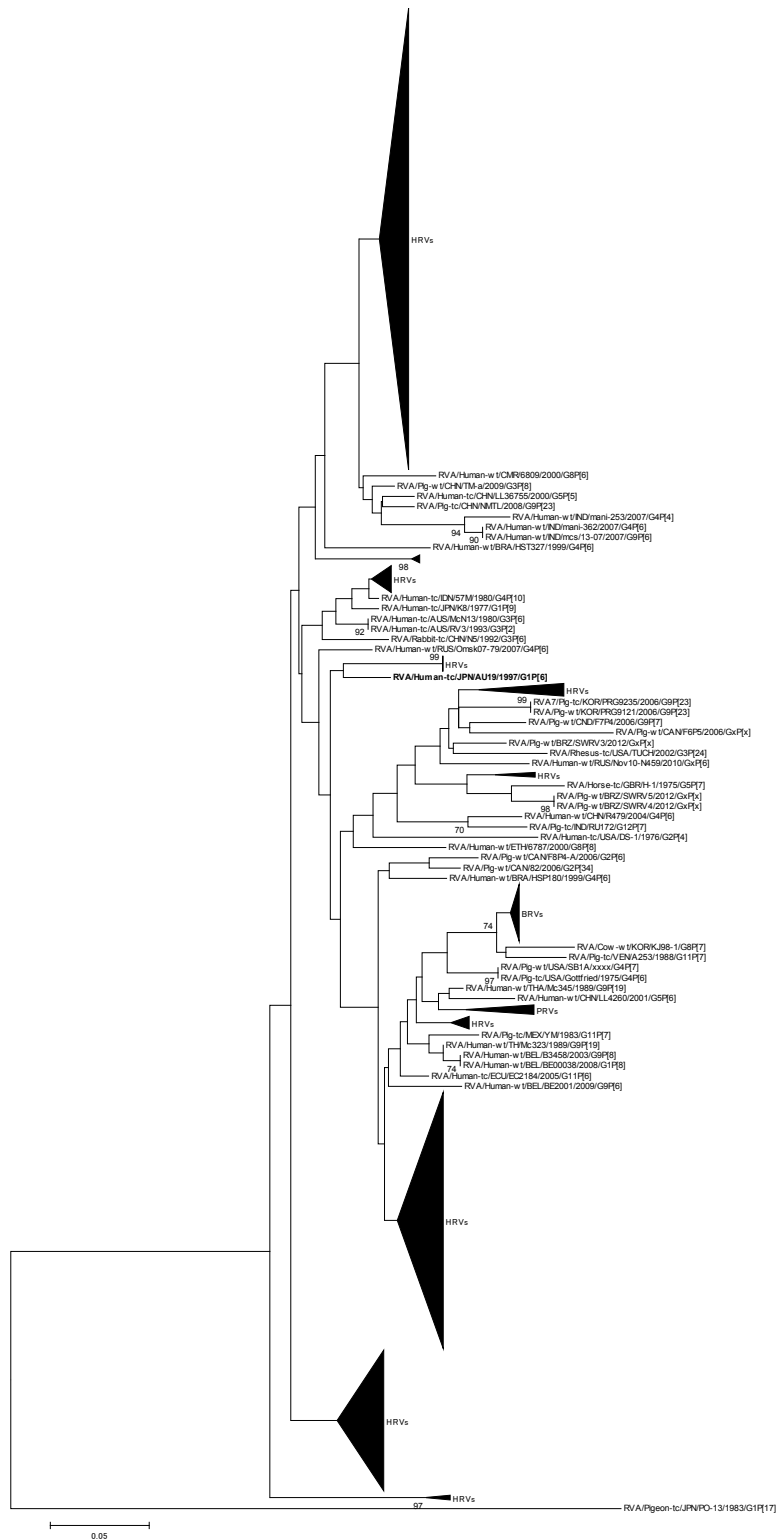 HRVs
RVA/Human-wt/CMR/6809/2000/G8P[6]
RVA/Pig-wt/CHN/TM-a/2009/G3P[8]
RVA/Human-tc/CHN/LL36755/2000/G5P[5]
RVA/Pig-tc/CHN/NMTL/2008/G9P[23]
RVA/Human-wt/IND/mani-253/2007/G4P[4]
94
RVA/Human-wt/IND/mani-362/2007/G4P[6]
90
RVA/Human-wt/IND/mcs/13-07/2007/G9P[6]
RVA/Human-wt/BRA/HST327/1999/G4P[6]
98
HRVs
RVA/Human-tc/IDN/57M/1980/G4P[10]
RVA/Human-tc/JPN/K8/1977/G1P[9]
RVA/Human-tc/AUS/McN13/1980/G3P[6]
92
RVA/Human-tc/AUS/RV3/1993/G3P[2]
RVA/Rabbit-tc/CHN/N5/1992/G3P[6]
RVA/Human-wt/RUS/Omsk07-79/2007/G4P[6]
99
HRVs
RVA/Human-tc/JPN/AU19/1997/G1P[6]
HRVs
99
RVA7/Pig-tc/KOR/PRG9235/2006/G9P[23]
RVA/Pig-wt/KOR/PRG9121/2006/G9P[23]
RVA/Pig-wt/CND/F7P4/2006/G9P[7]
RVA/Pig-wt/CAN/F6P5/2006/GxP[x]
RVA/Pig-wt/BRZ/SWRV3/2012/GxP[x]
RVA/Rhesus-tc/USA/TUCH/2002/G3P[24]
RVA/Human-wt/RUS/Nov10-N459/2010/GxP[6]
HRVs
RVA/Horse-tc/GBR/H-1/1975/G5P[7]
RVA/Pig-wt/BRZ/SWRV5/2012/GxP[x]
98
RVA/Pig-wt/BRZ/SWRV4/2012/GxP[x]
RVA/Human-wt/CHN/R479/2004/G4P[6]
70
RVA/Pig-tc/IND/RU172/G12P[7]
RVA/Human-tc/USA/DS-1/1976/G2P[4]
RVA/Human-wt/ETH/6787/2000/G8P[8]
RVA/Pig-wt/CAN/F8P4-A/2006/G2P[6]
RVA/Pig-wt/CAN/82/2006/G2P[34]
RVA/Human-wt/BRA/HSP180/1999/G4P[6]
BRVs
74
RVA/Cow-wt/KOR/KJ98-1/G8P[7]
RVA/Pig-tc/VEN/A253/1988/G11P[7]
RVA/Pig-wt/USA/SB1A/xxxx/G4P[7]
97
RVA/Pig-tc/USA/Gottfried/1975/G4P[6]
RVA/Human-wt/THA/Mc345/1989/G9P[19]
RVA/Human-wt/CHN/LL4260/2001/G5P[6]
PRVs
HRVs
RVA/Pig-tc/MEX/YM/1983/G11P[7]
RVA/Human-wt/TH/Mc323/1989/G9P[19]
RVA/Human-wt/BEL/B3458/2003/G9P[8]
74
RVA/Human-wt/BEL/BE00038/2008/G1P[8]
RVA/Human-tc/ECU/EC2184/2005/G11P[6]
RVA/Human-wt/BEL/BE2001/2009/G9P[6]
HRVs
HRVs
HRVs
97
RVA/Pigeon-tc/JPN/PO-13/1983/G1P[17]
0.05